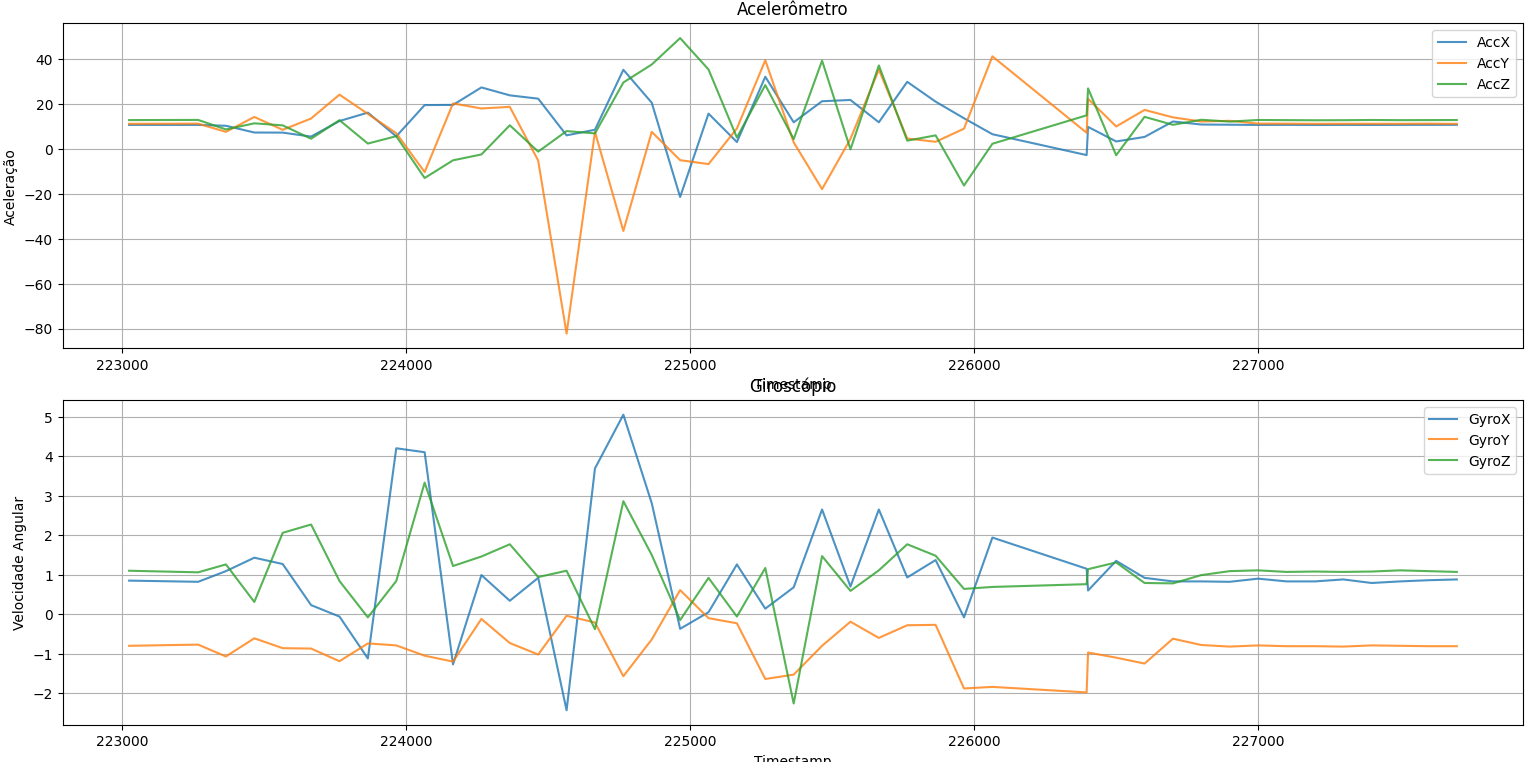 Acelerômetro
AccX
AccY
AccZ
Aceleração
40
20
0
−20
−40
−60
−80
223000 224000 225000 226000 227000
Timestamp
Giroscópio
GyroX
GyroY
GyroZ
Velocidade Angular
5
4
3
2
1
0
−1
−2
223000 224000 225000 226000 227000
Timestamp